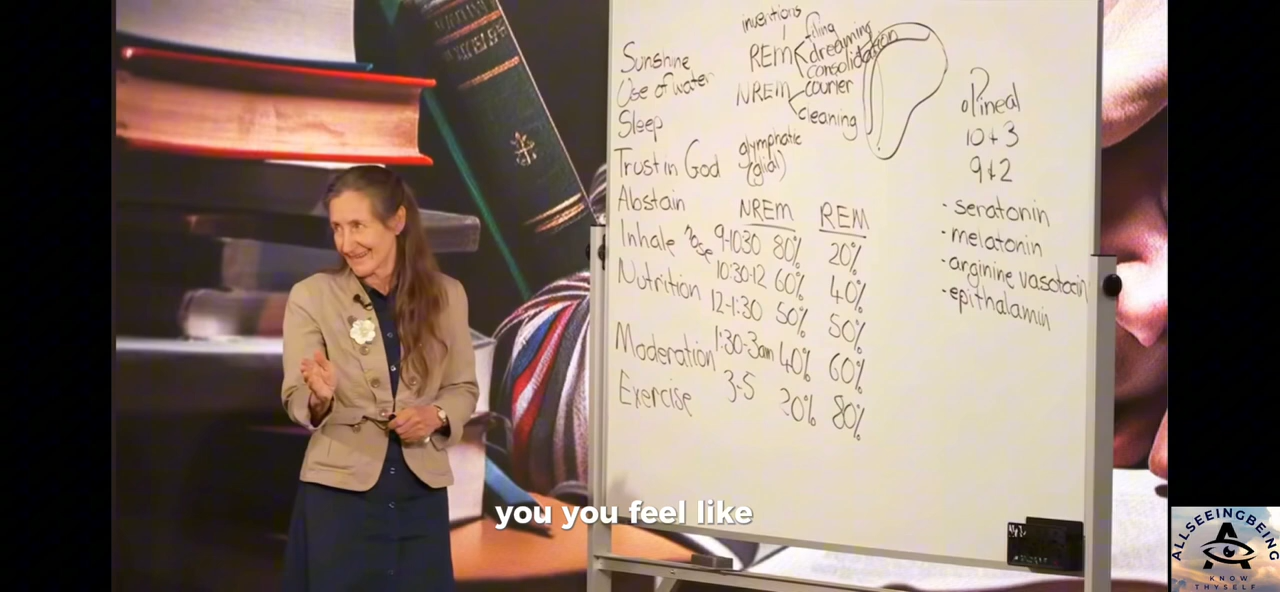 inventions
REM
filing
dreaming
consolidation
NREM
courier
cleaning
glymphatic
(glial)
Sunshine
Use of water
Sleep
Trust in God
Abstain
Inhale
Nutrition
Moderation
Exercise
NREM REM
9-1030 80% 20%
10:30-12 60% 40%
12-1:30 50% 50%
1:30-3am 40% 60%
3-5 20% 80%
Pineal
10 + 3
9 + 2
- seratonin
- melatonin
- arginine vasotocin
- epithalamin
you you feel like
ALLSEEINGBEING
KNOW
THYSELF